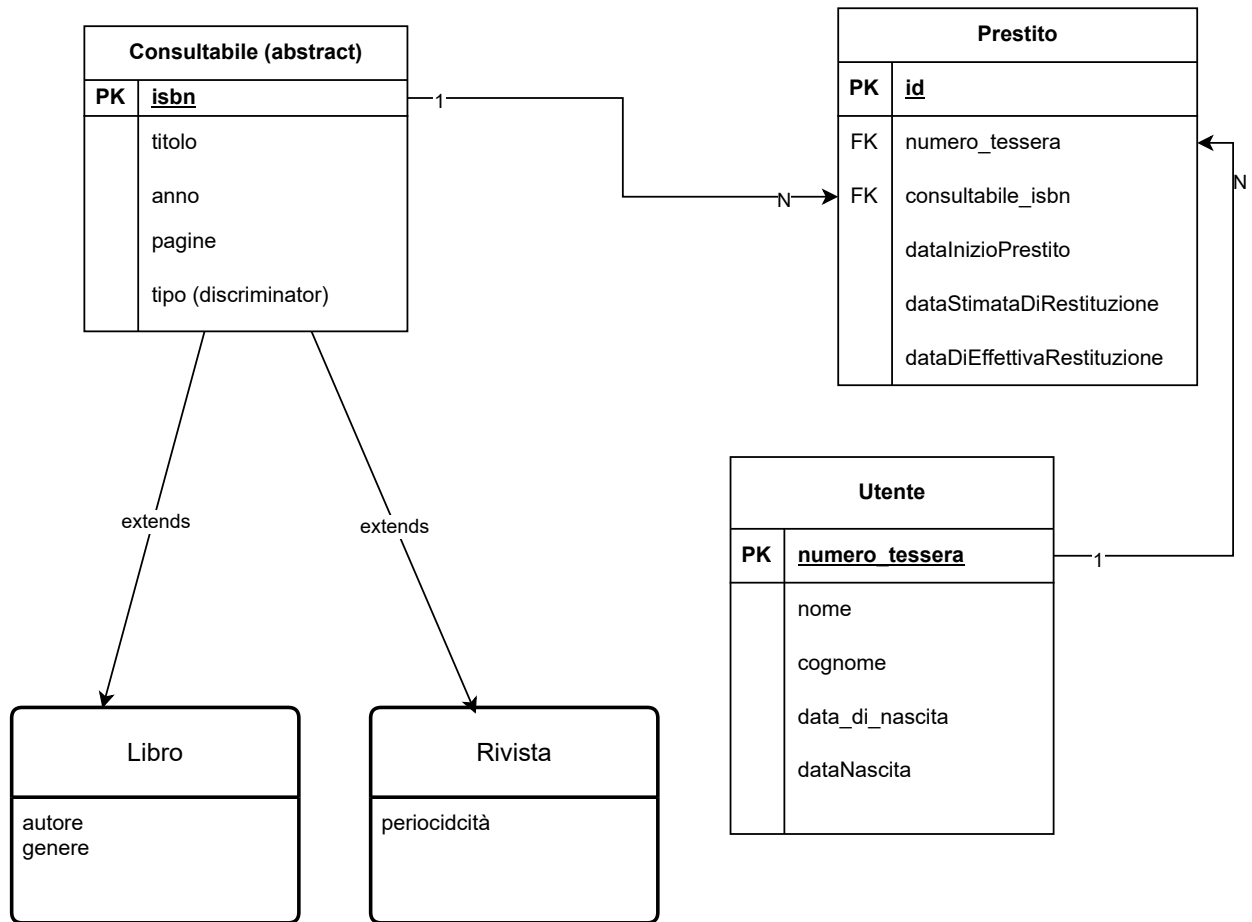 Consultabile (abstract)
PK isbn
titolo
anno
pagine
tipo (discriminator)
1
N
Prestito
PK id
FK numero_tessera
FK consultabile_isbn
dataInizioPrestito
dataStimataDiRestituzione
dataDiEffettivaRestituzione
N
Utente
PK numero_tessera
nome
cognome
data_di_nascita
dataNascita
1
extends
extends
Libro
autore
genere
Rivista
periocidcità